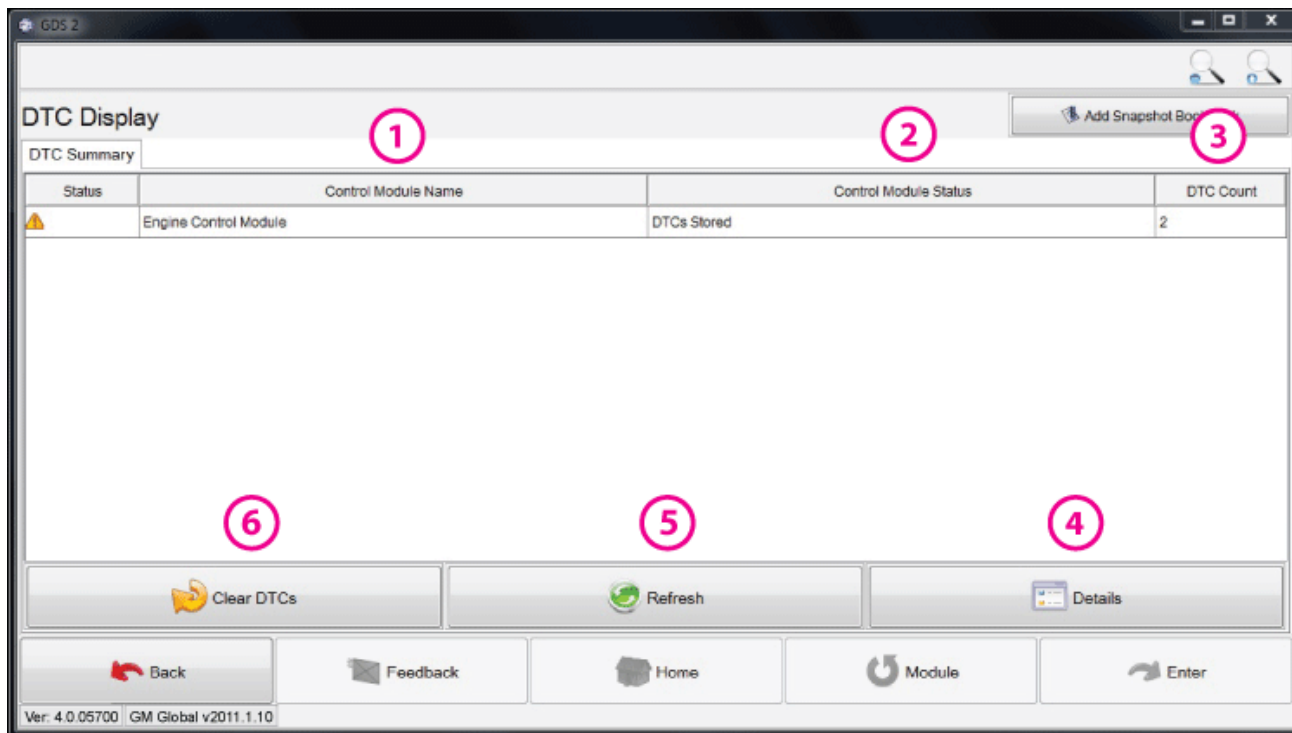 GDS 2
DTC Display
1
2
Add Snapshot Boo
3
DTC Summary
Status Control Module Name Control Module Status DTC Count
Engine Control Module DTCs Stored 2
6
5
4
Clear DTCs Refresh Details
Back Feedback Home Module Enter
Ver: 4.0.05700 GM Global v2011.1.10